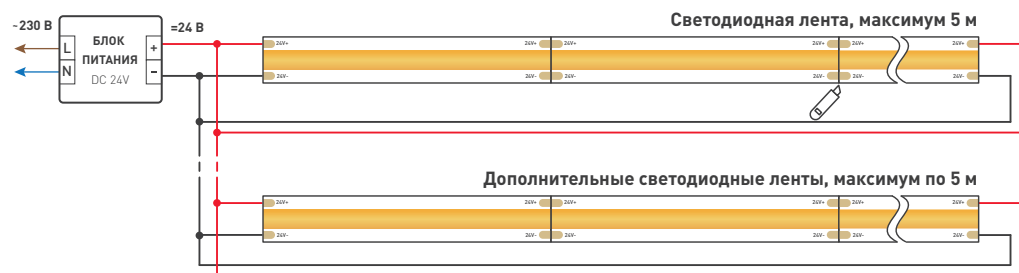 ~230 В
=24 В
Светодиодная лента, максимум 5 м
L
N
БЛОК
ПИТАНИЯ
DC 24V
+
-
24V+ 24V+ 24V+ 24V+ 24V+ 24V+
24V- 24V- 24V- 24V- 24V- 24V-
Дополнительные светодиодные ленты, максимум по 5 м
24V+ 24V+ 24V+ 24V+ 24V+ 24V+
24V- 24V- 24V- 24V- 24V- 24V-